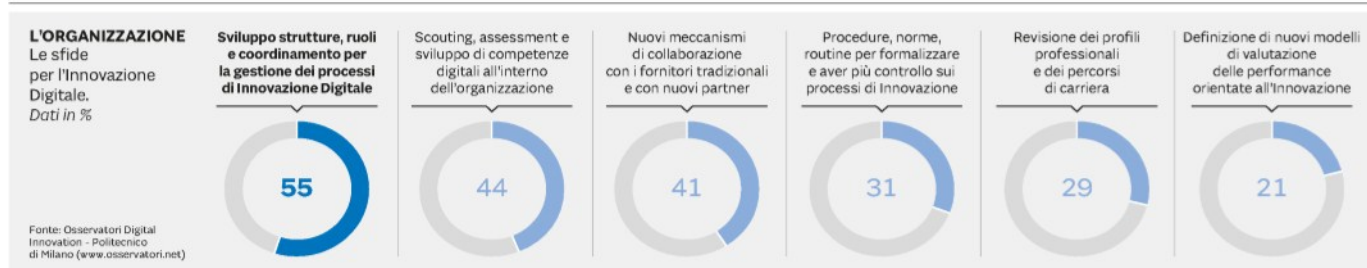 L'ORGANIZZAZIONE
Le sfide
per l'Innovazione
Digitale.
Dati in %
Sviluppo strutture, ruoli
e coordinamento per
la gestione dei processi
di Innovazione Digitale
55
Scouting, assessment e
sviluppo di competenze
digitali all'interno
dell'organizzazione
44
Nuovi meccanismi
di collaborazione
con i fornitori tradizionali
e con nuovi partner
41
Procedure, norme,
routine per formalizzare
e aver più controllo sui
processi di Innovazione
31
Revisione dei profili
professionali
e dei percorsi
di carriera
29
Definizione di nuovi modelli
di valutazione
delle performance
orientate all'Innovazione
21
Fonte: Osservatori Digital
Innovation - Politecnico
di Milano (www.osservatori.net)